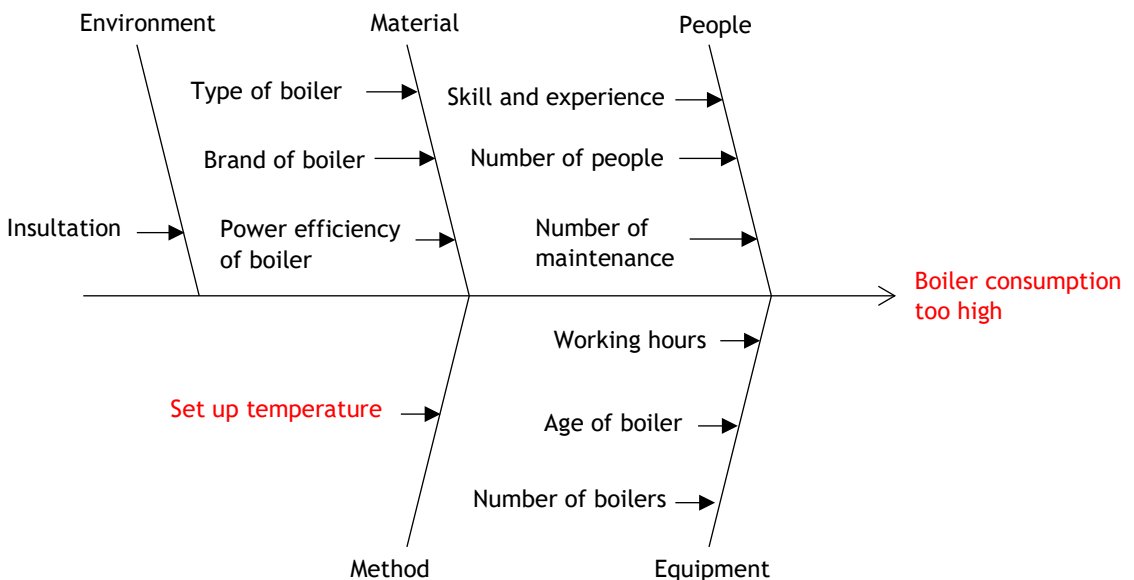 Environment
Material
People
Type of boiler
Skill and experience
Brand of boiler
Number of people
Insultation
Power efficiency
of boiler
Number of
maintenance
Boiler consumption
too high
Working hours
Set up temperature
Age of boiler
Number of boilers
Method
Equipment